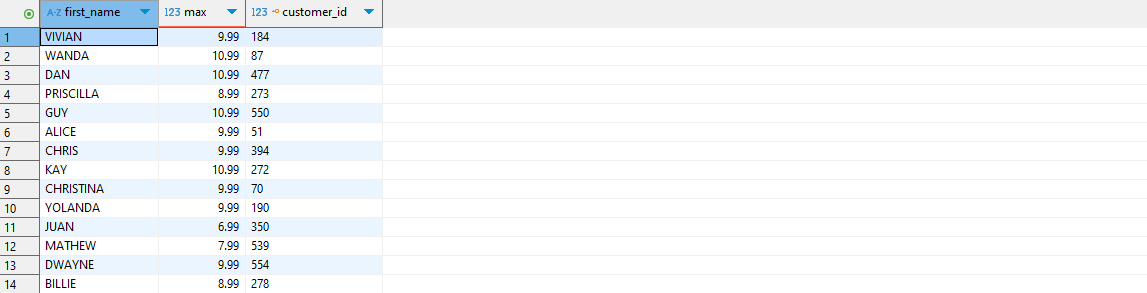 A-Z first_name 123 max 123 customer_id
1 VIVIAN 9.99 184
2 WANDA 10.99 87
3 DAN 10.99 477
4 PRISCILLA 8.99 273
5 GUY 10.99 550
6 ALICE 9.99 51
7 CHRIS 9.99 394
8 KAY 10.99 272
9 CHRISTINA 9.99 70
10 YOLANDA 9.99 190
11 JUAN 6.99 350
12 MATHEW 7.99 539
13 DWAYNE 9.99 554
14 BILLIE 8.99 278